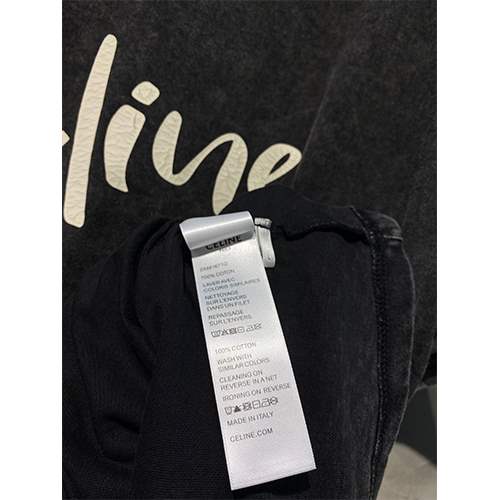 eline
CELINE
100% COTON
LAVER AVEC
COLORIS SIMILAIRES
NETTOYAGE
SUR L'ENVERS
DANS UN FILET
REPASSAGE
SUR L'ENVERS
100% COTTON
WASH WITH
SIMILAR COLORS
CLEANING ON
REVERSE IN A NET
IRONING ON REVERSE
MADE IN ITALY
CELINE.COM